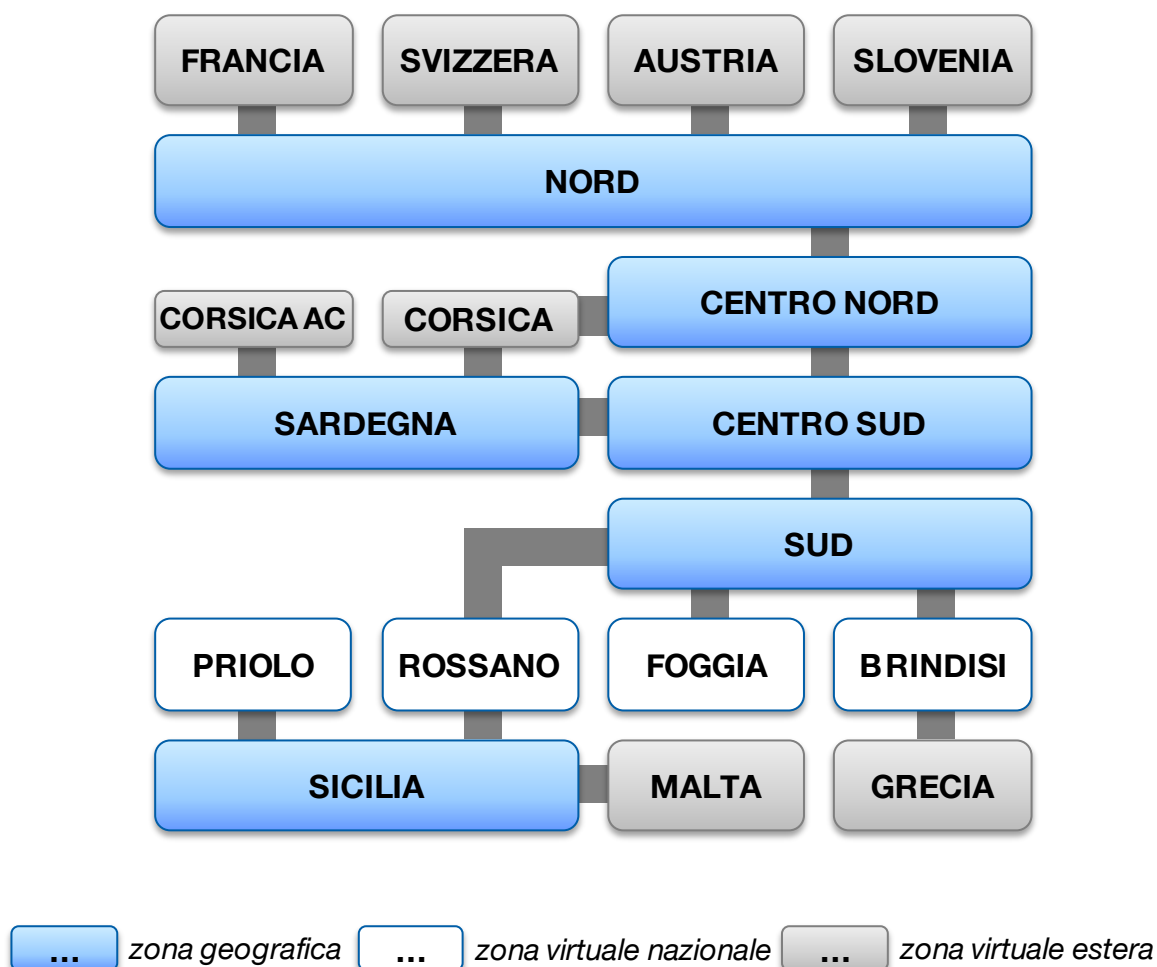 FRANCIA
SVIZZERA
AUSTRIA
SLOVENIA
NORD
CENTRO NORD
CORSICA AC
CORSICA
SARDEGNA
CENTRO SUD
SUD
PRIOLO
ROSSANO
FOGGIA
BRINDISI
SICILIA
MALTA
GRECIA
... zona geografica
... zona virtuale nazionale
... zona virtuale estera